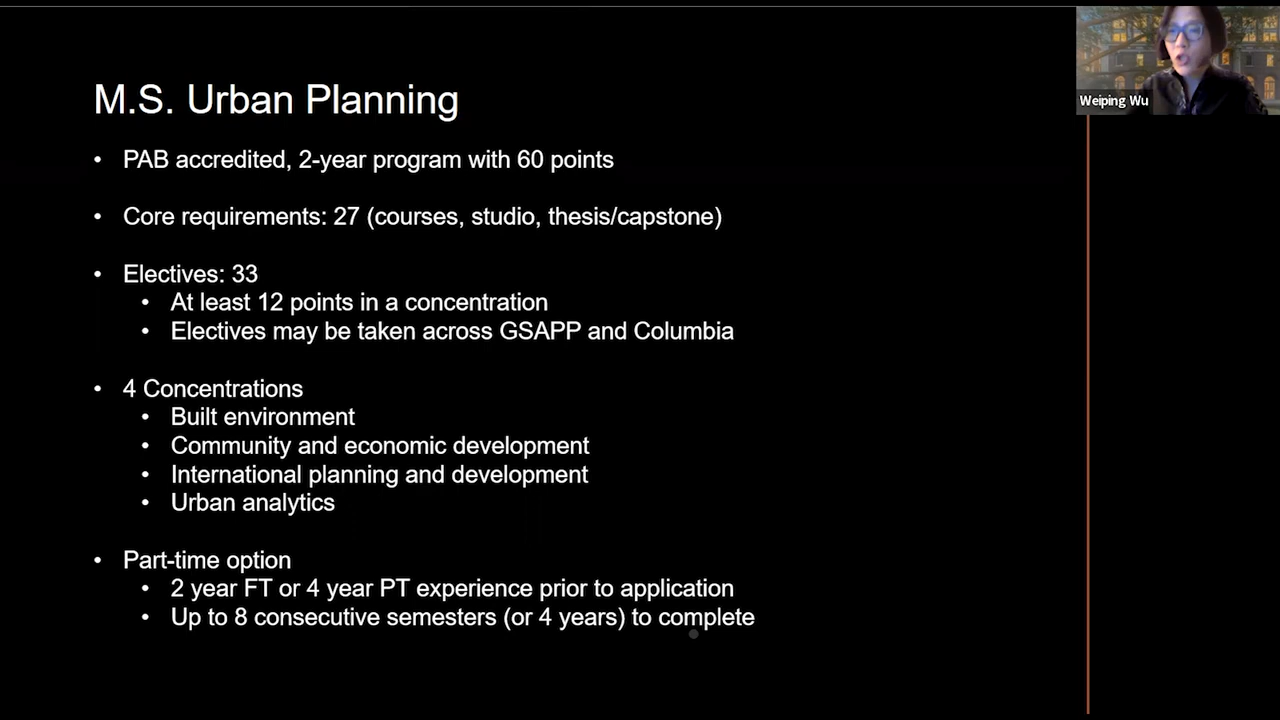 M.S. Urban Planning
Weiping Wu
• PAB accredited, 2-year program with 60 points
• Core requirements: 27 (courses, studio, thesis/capstone)
• Electives: 33
• At least 12 points in a concentration
• Electives may be taken across GSAPP and Columbia
• 4 Concentrations
• Built environment
• Community and economic development
• International planning and development
• Urban analytics
• Part-time option
• 2 year FT or 4 year PT experience prior to application
• Up to 8 consecutive semesters (or 4 years) to complete